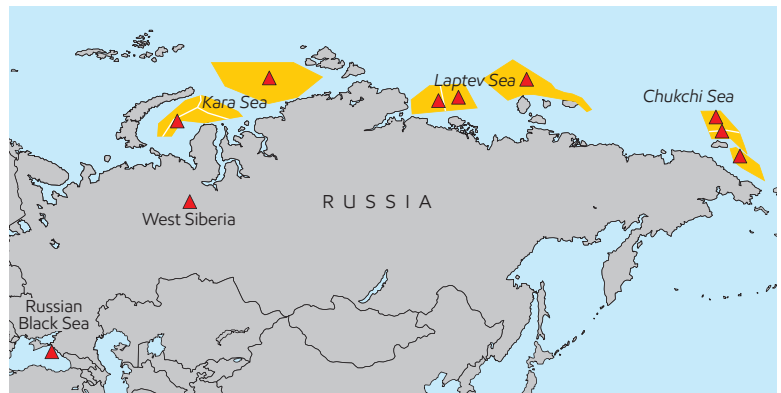 Kara Sea
Laptev Sea
Chukchi Sea
RUSSIA
West Siberia
Russian
Black Sea